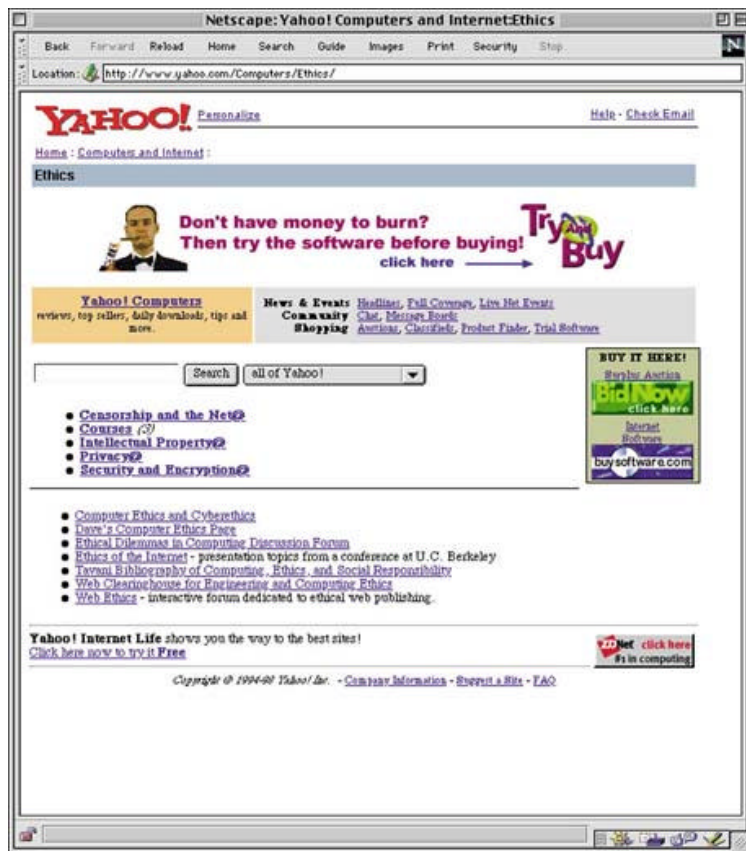 Netscape: Yahoo! Computers and Internet:Ethics
Back Forward Reload Home Search Guide Images Print Security Stop
N
Location: http://www.yahoo.com/Computers/Ethics/
YAHOO! Personalize
Help - Check Email
Home : Computers and Internet :
Ethics
Don't have money to burn?
Then try the software before buying!
click here
Try And Buy
Yahoo! Computers
reviews, top sellers, daily downloads, tips and
more.
News & Events Headlines, Full Coverage, Live Net Events
Community Chat, Message Boards
Shopping Auctions, Classifieds, Product Finder, Trial Software
Search all of Yahoo!
BUY IT HERE!
Surplus Auction
BidNow
click here
Internet
Software
buysoftware.com
Censorship and the Net@
Courses (3)
Intellectual Property@
Privacy@
Security and Encryption@
Computer Ethics and Cyberethics
Dave's Computer Ethics Page
Ethical Dilemmas in Computing Discussion Forum
Ethics of the Internet - presentation topics from a conference at U.C. Berkeley
Tavani Bibliography of Computing, Ethics, and Social Responsibility
Web Clearinghouse for Engineering and Computing Ethics
Web Ethics - interactive forum dedicated to ethical web publishing.
Yahoo! Internet Life shows you the way to the best sites!
Click here now to try it Free
ZDNet click here
#1 in computing
Copyright © 1994-98 Yahoo! Inc. - Company Information - Suggest a Site - FAQ